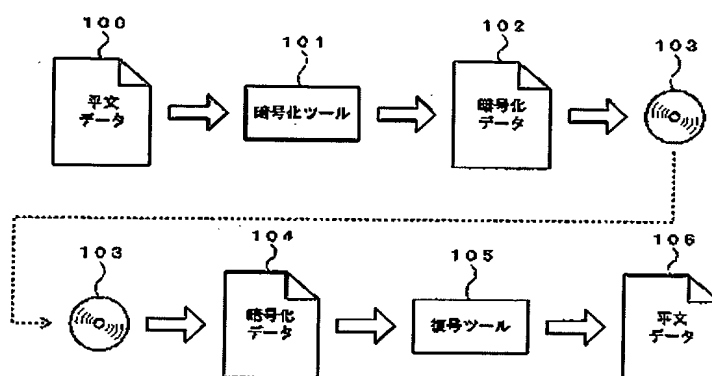 100
101
102
103
平文
データ
暗号化ツール
暗号化
データ
103
104
105
106
暗号化
データ
復号ツール
平文
データ